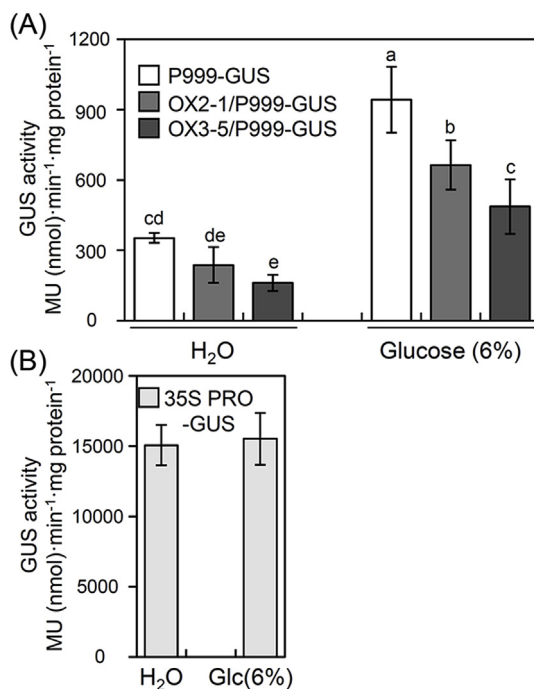 (A)
1200
900
600
300
0
GUS activity
MU (nmol)·min⁻¹·mg protein⁻¹
P999-GUS
OX2-1/P999-GUS
OX3-5/P999-GUS
cd
de
e
a
b
c
H₂O
Glucose (6%)
(B)
20000
15000
10000
5000
0
GUS activity
MU (nmol)·min⁻¹·mg protein⁻¹
35S PRO
-GUS
H₂O
Glc(6%)